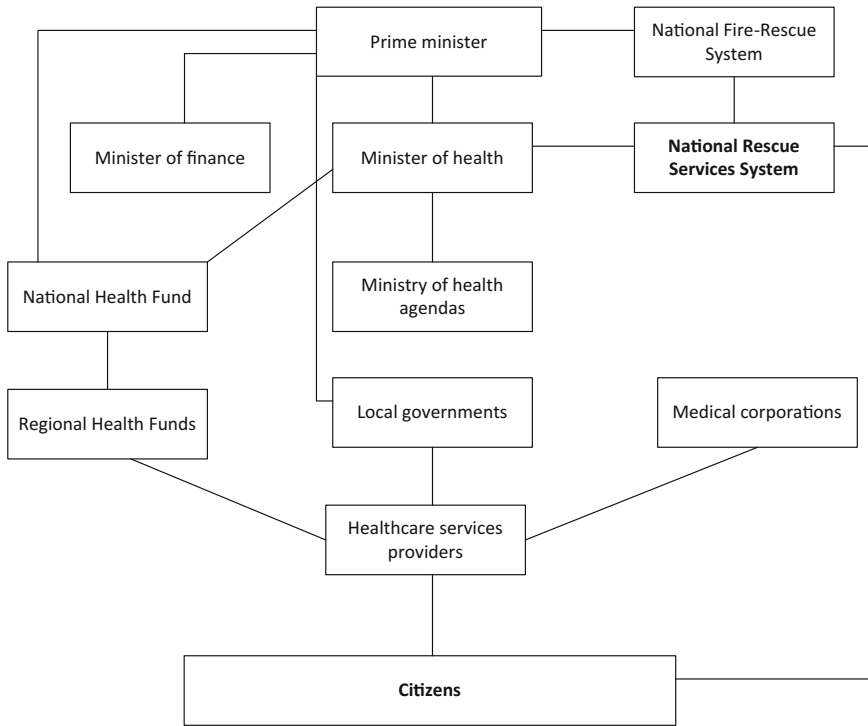 Prime minister
National Fire-Rescue
System
Minister of finance
Minister of health
National Rescue
Services System
National Health Fund
Ministry of health
agendas
Regional Health Funds
Local governments
Medical corporations
Healthcare services
providers
Citizens